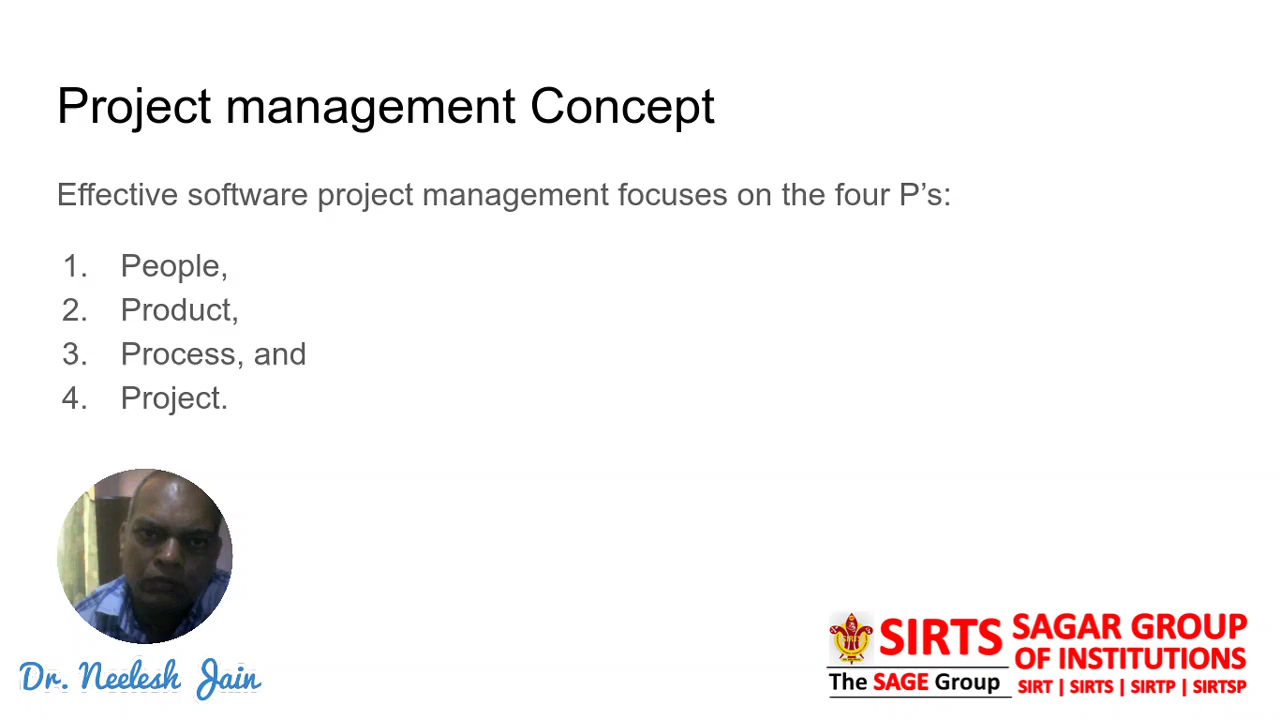 Project management Concept
Effective software project management focuses on the four P’s:
1. People,
2. Product,
3. Process, and
4. Project.
Dr. Neelesh Jain
SIRTS
The SAGE Group
SAGAR GROUP
OF INSTITUTIONS
SIRT | SIRTS | SIRTP | SIRTSP